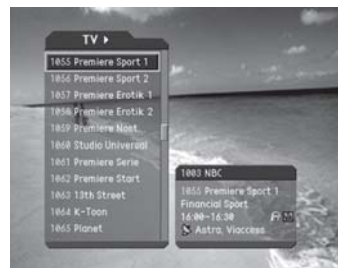 TV
1055 Premiere Sport 1
1056 Premiere Sport 2
1057 Premiere Erotik 1
1058 Premiere Erotik 2
1059 Premiere Nost.
1060 Studio Universal
1061 Premiere Serie
1062 Premiere Start
1063 13th Street
1064 K-Toon
1065 Planet
1003 NBC
1055 Premiere Sport 1
Financial Sport
16:00~16:30
Astra, Viaccess